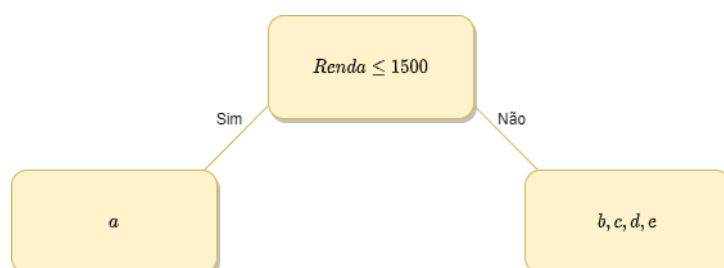 Renda ≤ 1500
Sim
Não
a
b, c, d, e